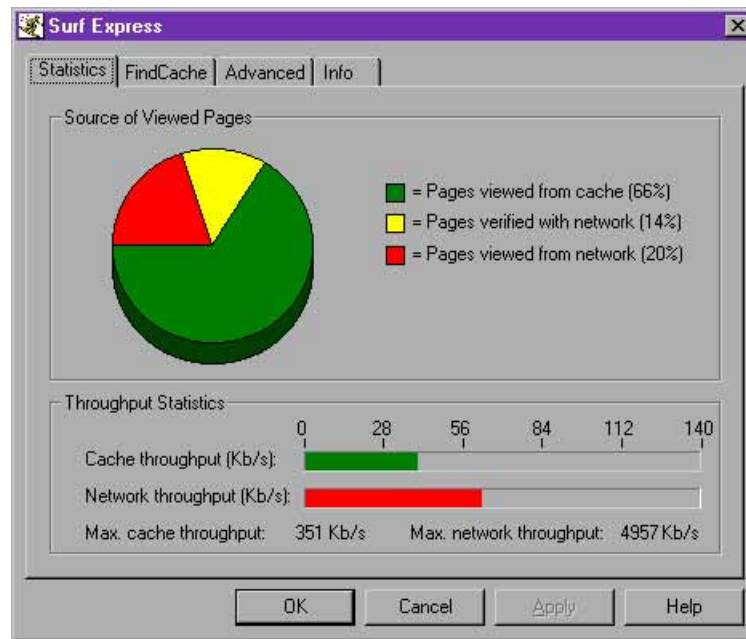 Surf Express
Statistics FindCache Advanced Info
Source of Viewed Pages
= Pages viewed from cache (66%)
= Pages verified with network (14%)
= Pages viewed from network (20%)
Throughput Statistics
0 28 56 84 112 140
Cache throughput (Kb/s):
Network throughput (Kb/s):
Max. cache throughput: 351 Kb/s Max. network throughput: 4957 Kb/s
OK Cancel Apply Help